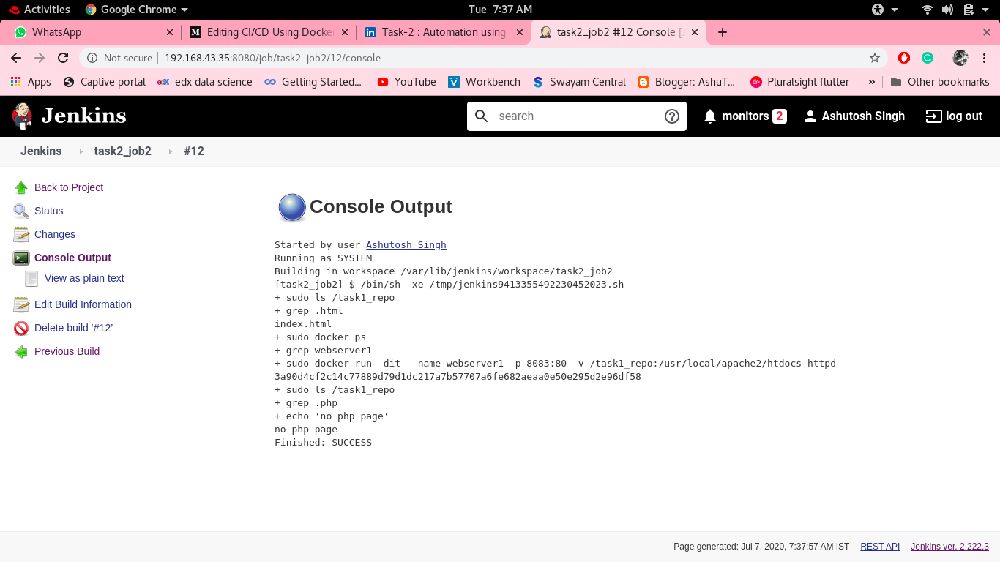 Activities Google Chrome Tue 7:37 AM
WhatsApp Editing CI/CD Using Docke Task-2 : Automation using task2_job2 #12 Console [
Not secure 192.168.43.35:8080/job/task2_job2/12/console
Apps Captive portal edx data science Getting Started... YouTube Workbench Swayam Central Blogger: AshuT... Pluralsight flutter » Other bookmarks
Jenkins search monitors 2 Ashutosh Singh log out
Jenkins task2_job2 #12
Back to Project
Status
Changes
Console Output
View as plain text
Edit Build Information
Delete build ‘#12’
Previous Build
Console Output
Started by user Ashutosh Singh
Running as SYSTEM
Building in workspace /var/lib/jenkins/workspace/task2_job2
[task2_job2] $ /bin/sh -xe /tmp/jenkins9413355492230452023.sh
+ sudo ls /task1_repo
+ grep .html
index.html
+ sudo docker ps
+ grep webserver1
+ sudo docker run -dit --name webserver1 -p 8083:80 -v /task1_repo:/usr/local/apache2/htdocs httpd
3a90d4cf2c14c77889d79d1dc217a7b57707a6fe682aeaa0e50e295d2e96df58
+ sudo ls /task1_repo
+ grep .php
+ echo 'no php page'
no php page
Finished: SUCCESS
Page generated: Jul 7, 2020, 7:37:57 AM IST REST API Jenkins ver. 2.222.3